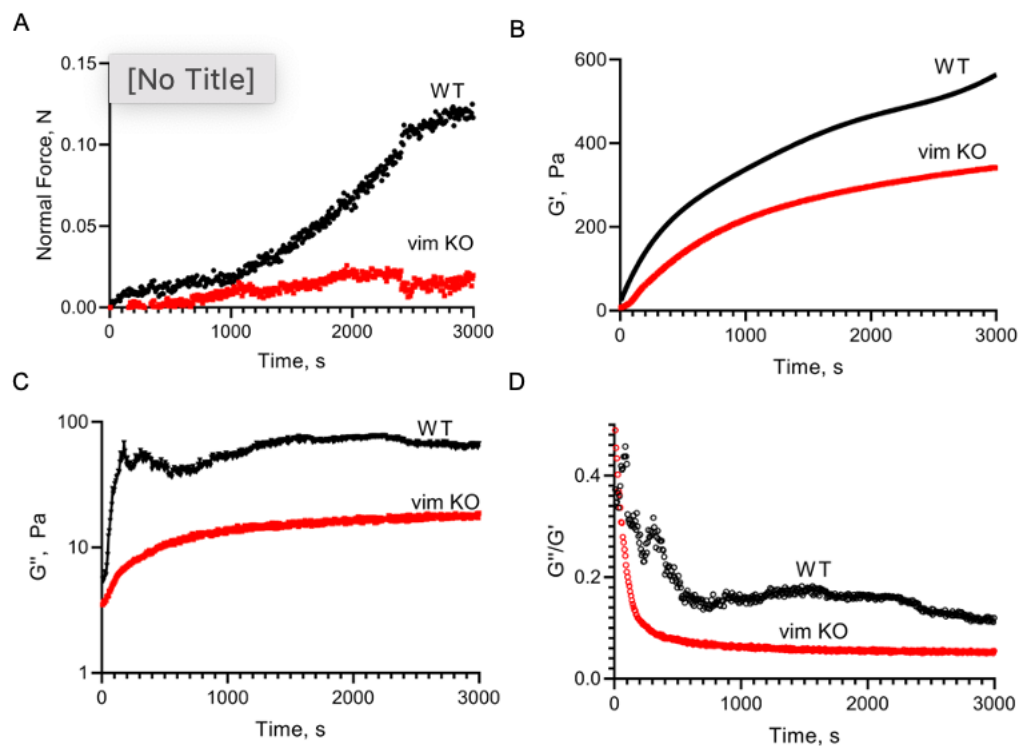 A
0.15
[No Title]
WT
0.10
Normal Force, N
0.05
vim KO
0.00
0
1000
2000
3000
Time, s
B
600
WT
400
vim KO
G', Pa
200
0
0
1000
2000
3000
Time, s
C
100
WT
vim KO
G", Pa
10
1
0
1000
2000
3000
Time, s
D
0.4
G"/G'
0.2
WT
vim KO
0.0
0
1000
2000
3000
Time, s